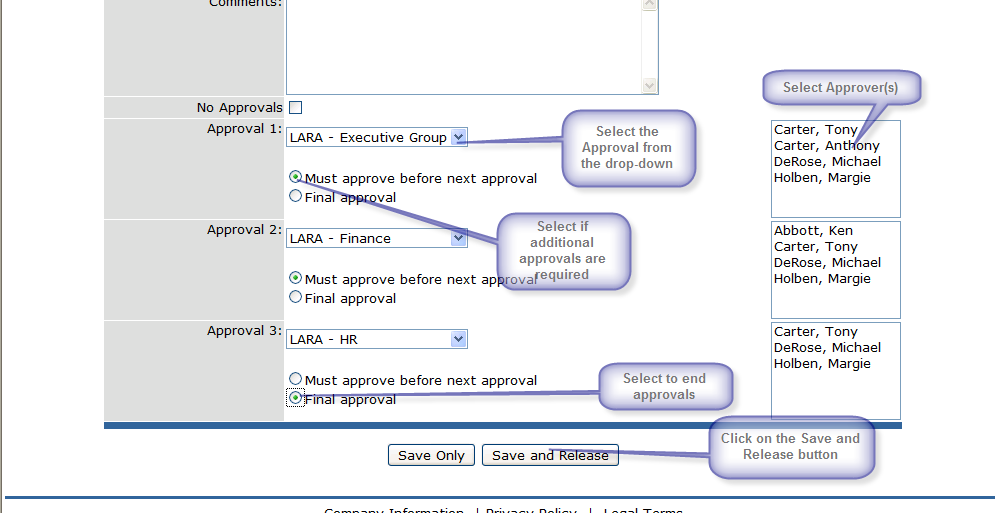 Comments:
No Approvals
Select Approver(s)
Approval 1:
LARA - Executive Group
Select the
Approval from
the drop-down
Carter, Tony
Carter, Anthony
DeRose, Michael
Holben, Margie
Must approve before next approval
Final approval
Approval 2:
LARA - Finance
Select if
additional
approvals are
required
Abbott, Ken
Carter, Tony
DeRose, Michael
Holben, Margie
Must approve before next approval
Final approval
Approval 3:
LARA - HR
Carter, Tony
DeRose, Michael
Holben, Margie
Must approve before next approval
Final approval
Select to end
approvals
Save Only
Save and Release
Click on the Save and
Release button
Company Information | Privacy Policy | Legal Terms